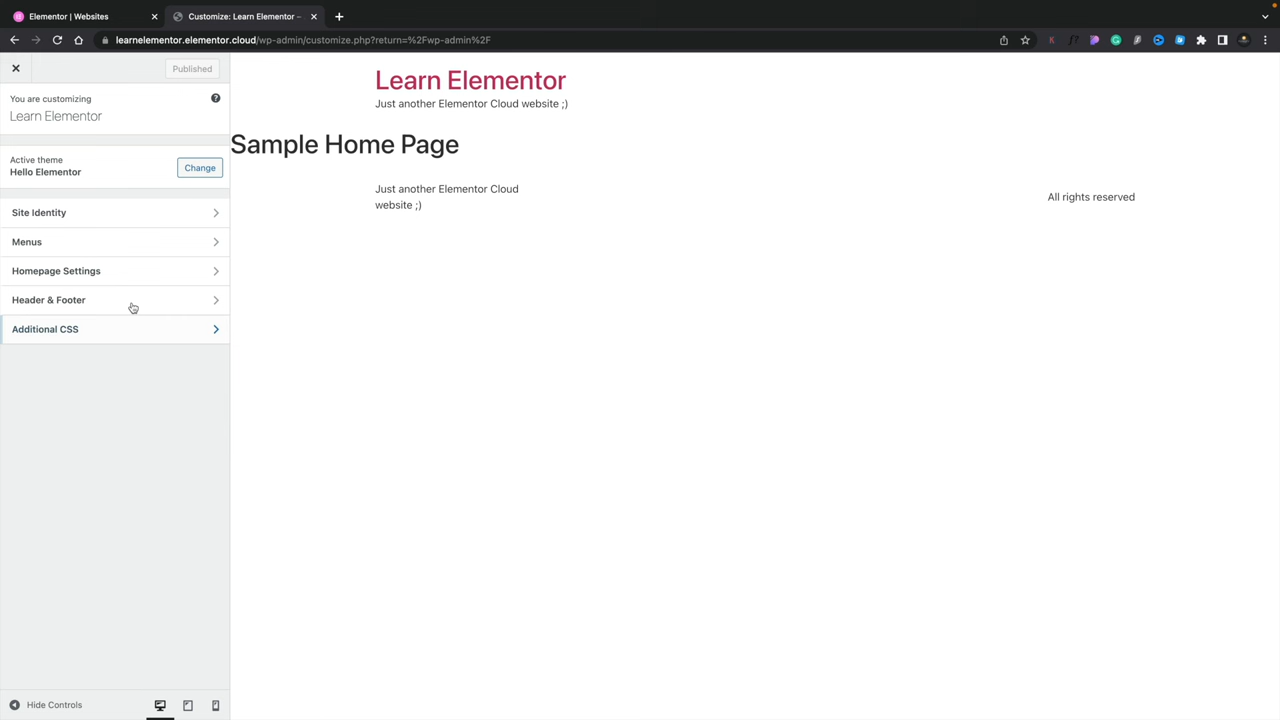 Elementor | Websites
Customize: Learn Elementor –
learnelementor.elementor.cloud/wp-admin/customize.php?return=%2Fwp-admin%2F
Published
You are customizing
Learn Elementor
Active theme
Hello Elementor
Change
Site Identity
Menus
Homepage Settings
Header & Footer
Additional CSS
Hide Controls
Learn Elementor
Just another Elementor Cloud website ;)
Sample Home Page
Just another Elementor Cloud
website ;)
All rights reserved